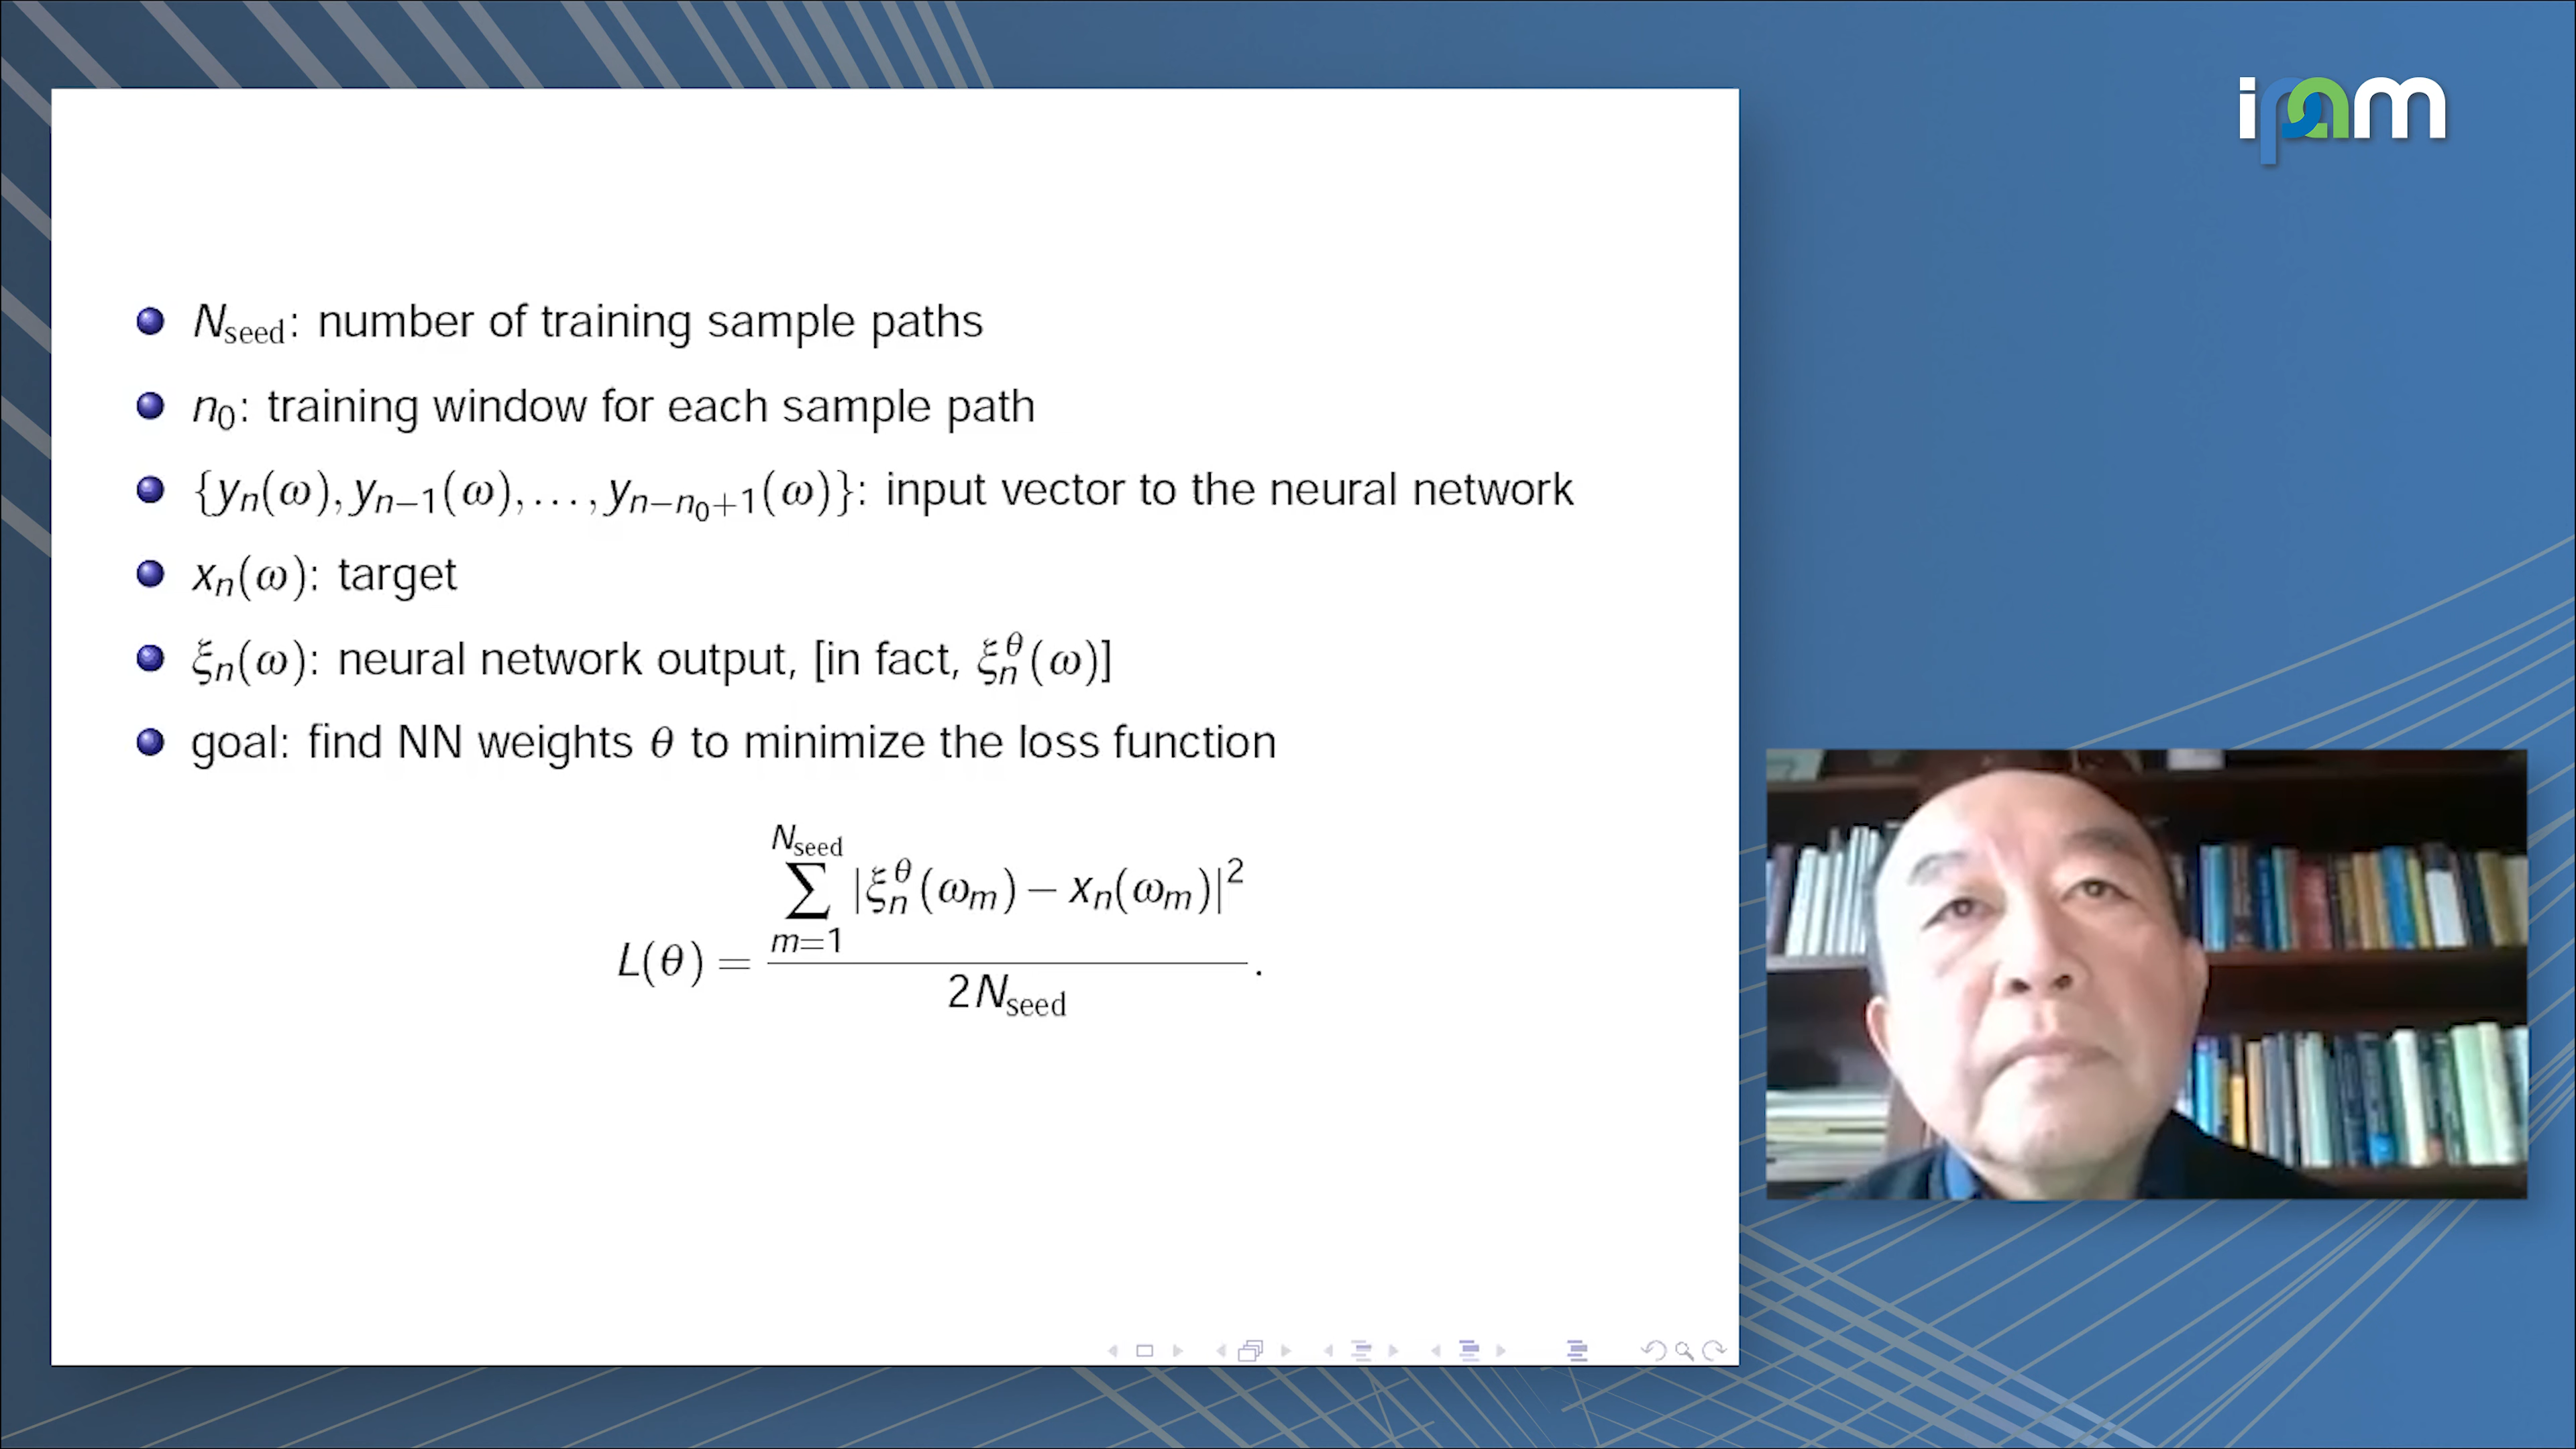 ipam
N_seed: number of training sample paths
n_0: training window for each sample path
{y_n(ω), y_{n−1}(ω), …, y_{n−n_0+1}(ω)}: input vector to the neural network
x_n(ω): target
ξ_n(ω): neural network output, [in fact, ξ_n^θ(ω)]
goal: find NN weights θ to minimize the loss function
L(θ) = \frac{\sum_{m=1}^{N_seed} |ξ_n^θ(ω_m) − x_n(ω_m)|^2}{2N_seed}.